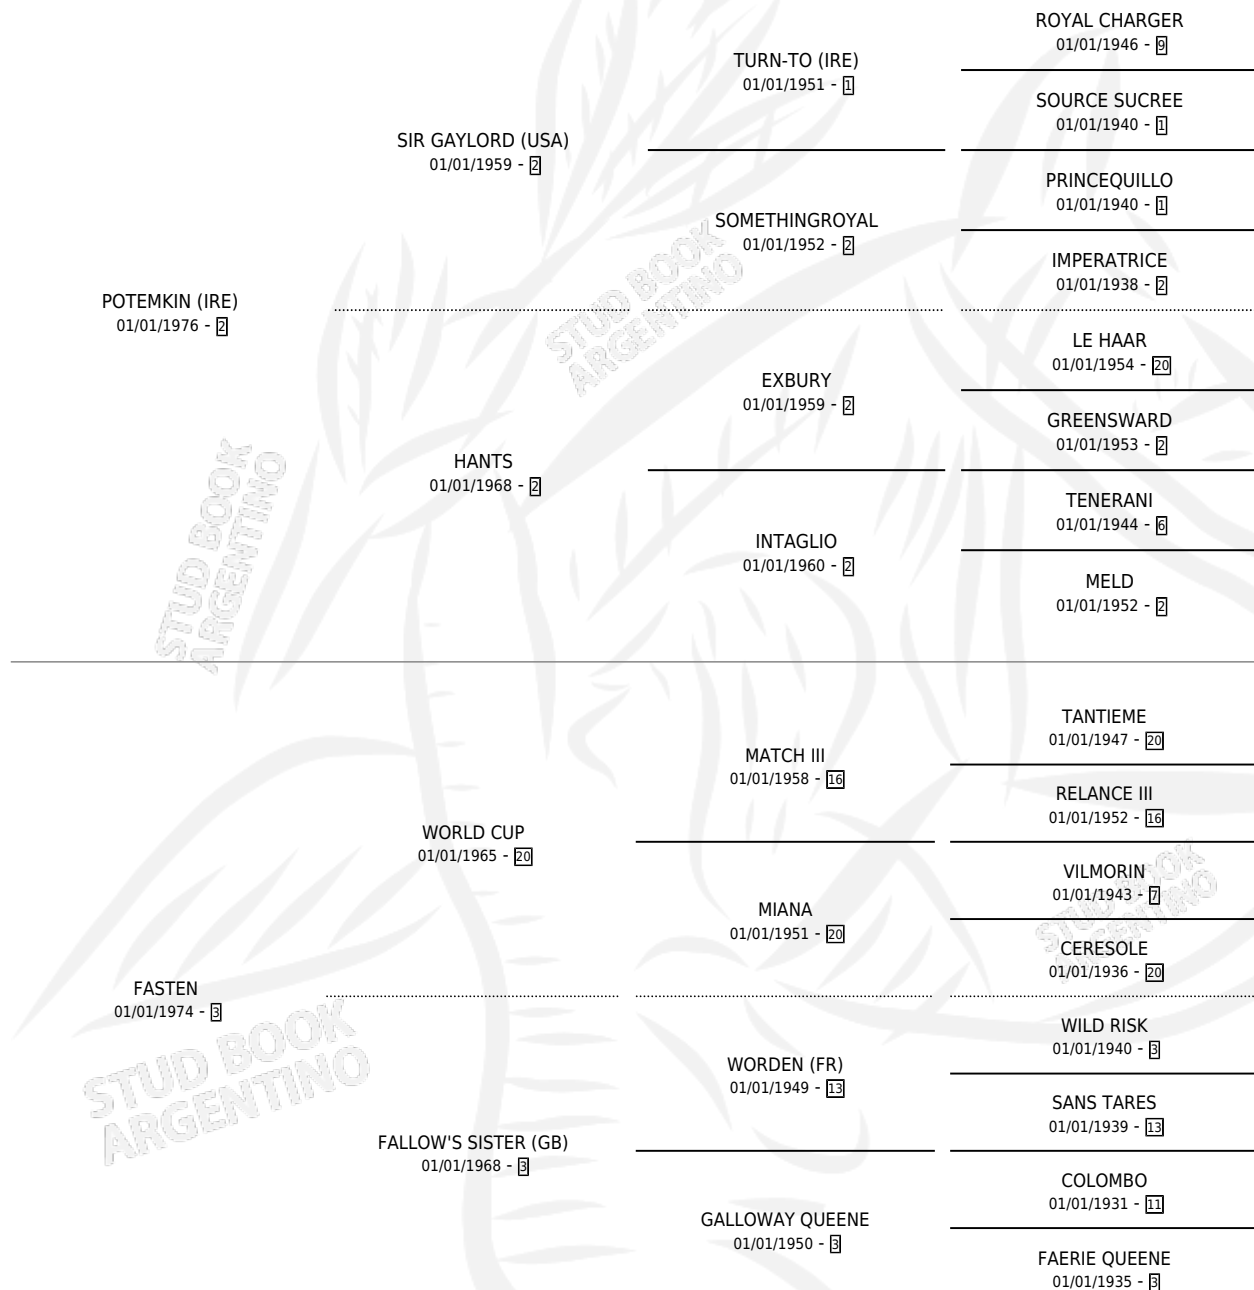 POTEMKIN (IRE)
01/01/1976 - 2
SIR GAYLORD (USA)
01/01/1959 - 2
HANTS
01/01/1968 - 2
TURN-TO (IRE)
01/01/1951 - 1
SOMETHINGROYAL
01/01/1952 - 2
EXBURY
01/01/1959 - 2
INTAGLIO
01/01/1960 - 2
ROYAL CHARGER
01/01/1946 - 9
SOURCE SUCREE
01/01/1940 - 1
PRINCEQUILLO
01/01/1940 - 1
IMPERATRICE
01/01/1938 - 2
LE HAAR
01/01/1954 - 20
GREENSWARD
01/01/1953 - 2
TENERANI
01/01/1944 - 6
MELD
01/01/1952 - 2
FASTEN
01/01/1974 - 3
WORLD CUP
01/01/1965 - 20
FALLOW'S SISTER (GB)
01/01/1968 - 3
MATCH III
01/01/1958 - 16
MIANA
01/01/1951 - 20
WORDEN (FR)
01/01/1949 - 13
GALLOWAY QUEENE
01/01/1950 - 3
TANTIEME
01/01/1947 - 20
RELANCE III
01/01/1952 - 16
VILMORIN
01/01/1943 - 7
CERESOLE
01/01/1936 - 20
WILD RISK
01/01/1940 - 3
SANS TARES
01/01/1939 - 13
COLOMBO
01/01/1931 - 11
FAERIE QUEENE
01/01/1935 - 3
STUD BOOK
ARGENTINO
STUD BOOK
ARGENTINO
STUD BOOK
ARGENTINO
STUD BOOK
ARGENTINO